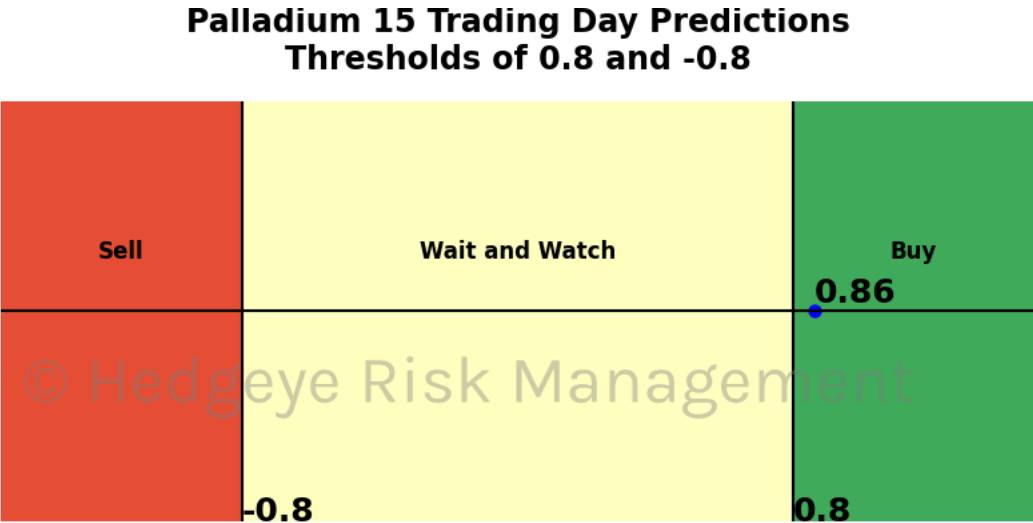 Palladium 15 Trading Day Predictions
Thresholds of 0.8 and -0.8
Sell
Wait and Watch
Buy
0.86
© Hedgeye Risk Management
-0.8
0.8